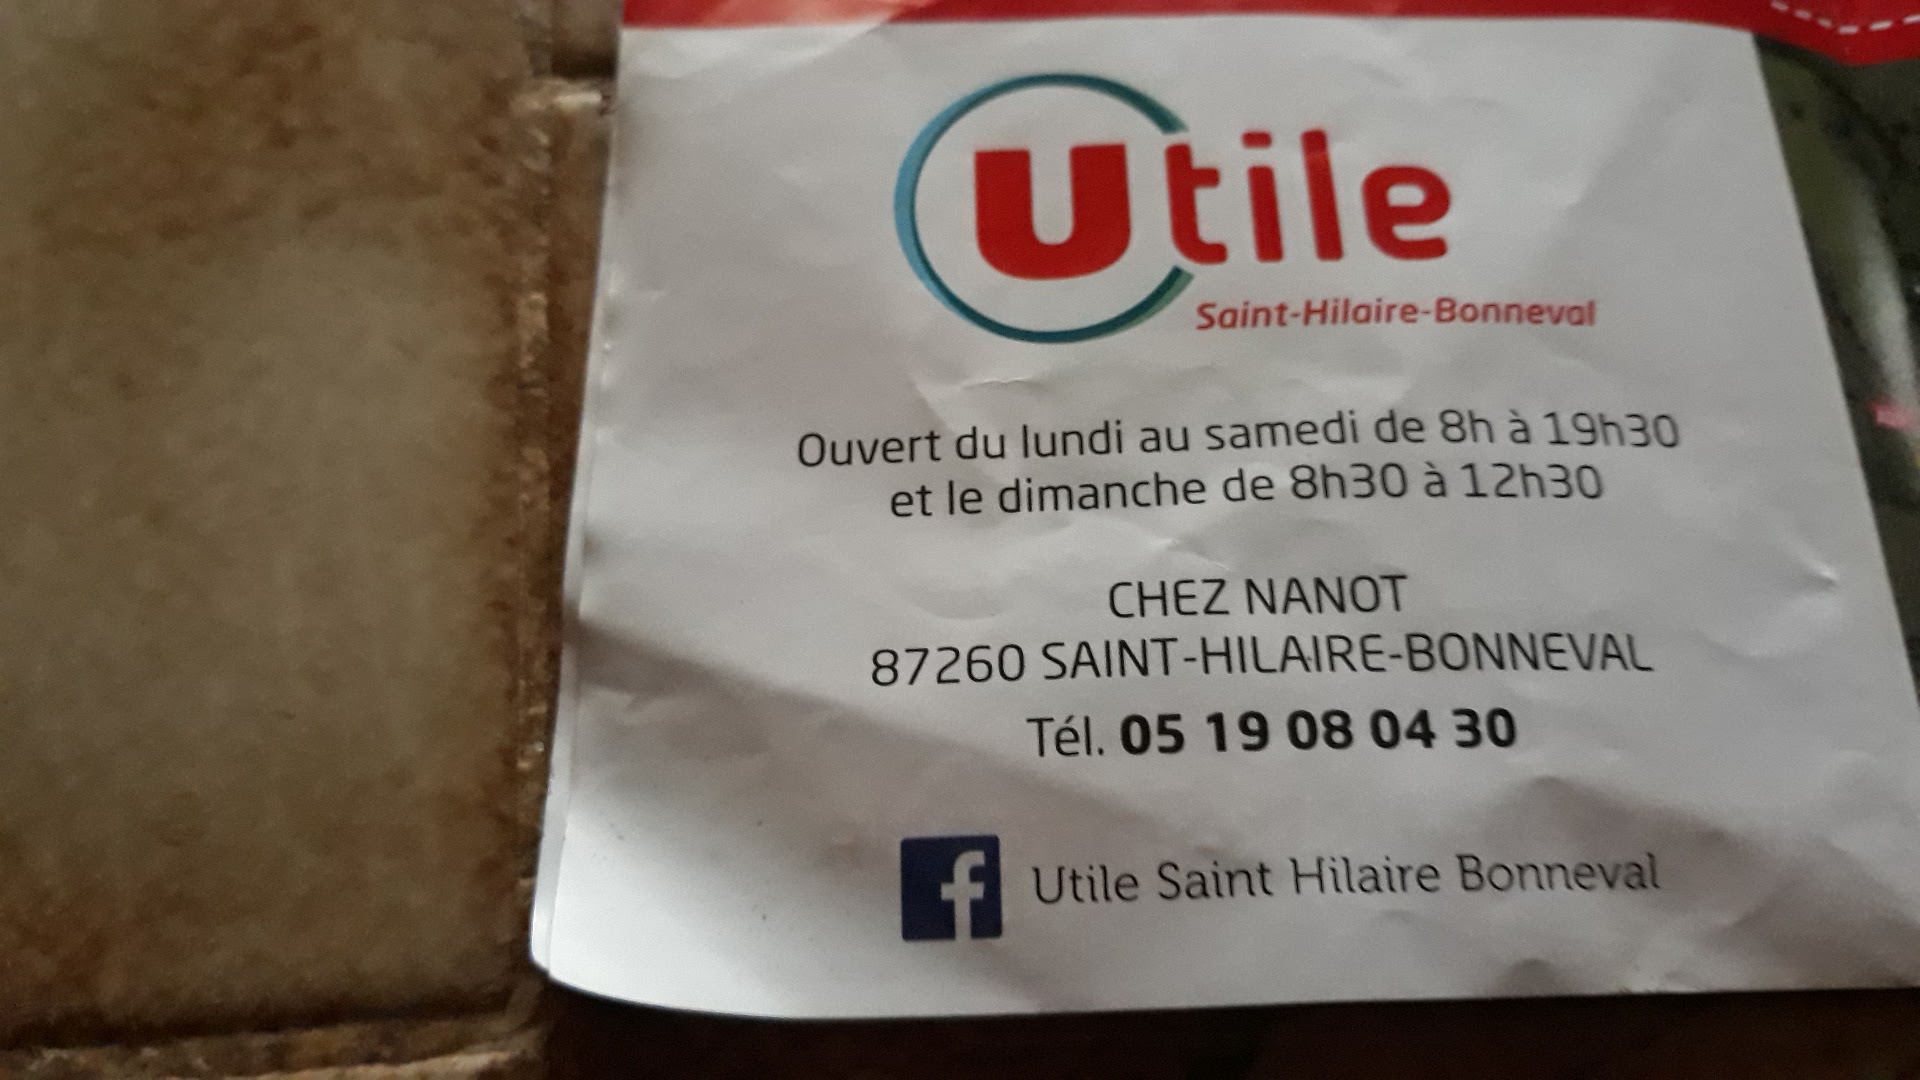 Utile
Saint-Hilaire-Bonneval
Ouvert du lundi au samedi de 8h à 19h30
et le dimanche de 8h30 à 12h30
CHEZ NANOT
87260 SAINT-HILAIRE-BONNEVAL
Tél. 05 19 08 04 30
f Utile Saint Hilaire Bonneval